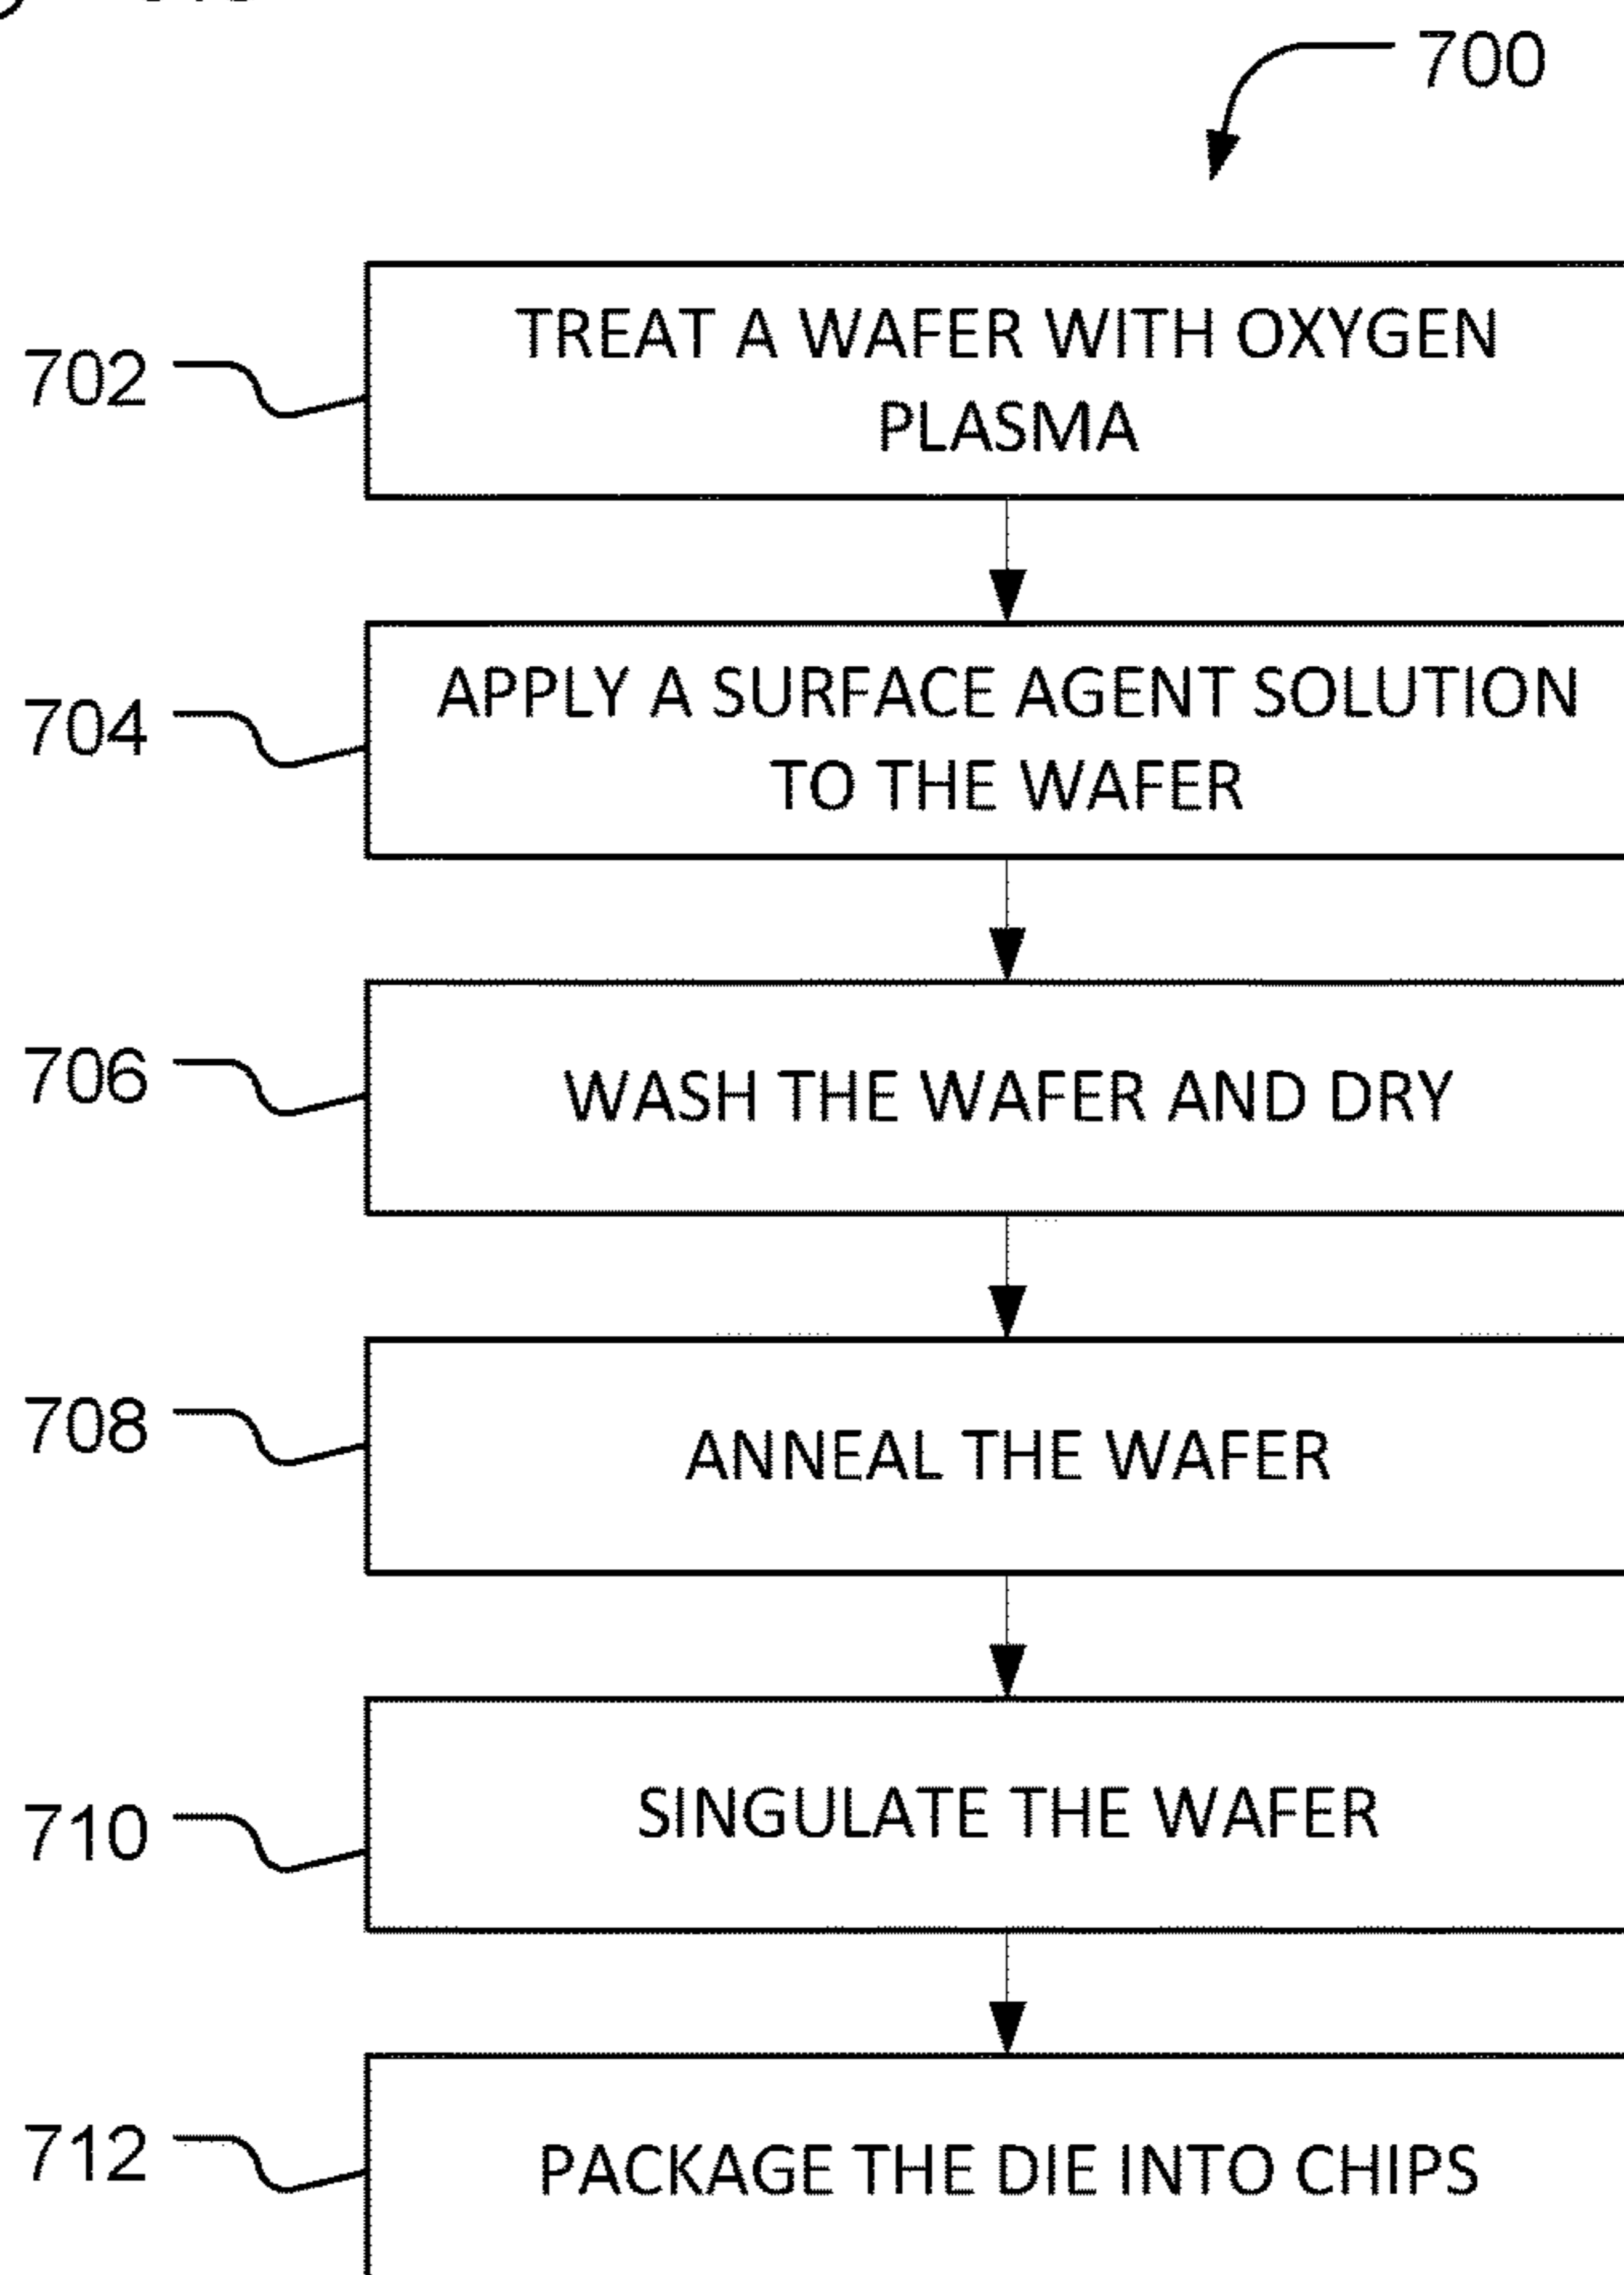 700
702
TREAT A WAFER WITH OXYGEN
PLASMA
704
APPLY A SURFACE AGENT SOLUTION
TO THE WAFER
706
WASH THE WAFER AND DRY
708
ANNEAL THE WAFER
710
SINGULATE THE WAFER
712
PACKAGE THE DIE INTO CHIPS